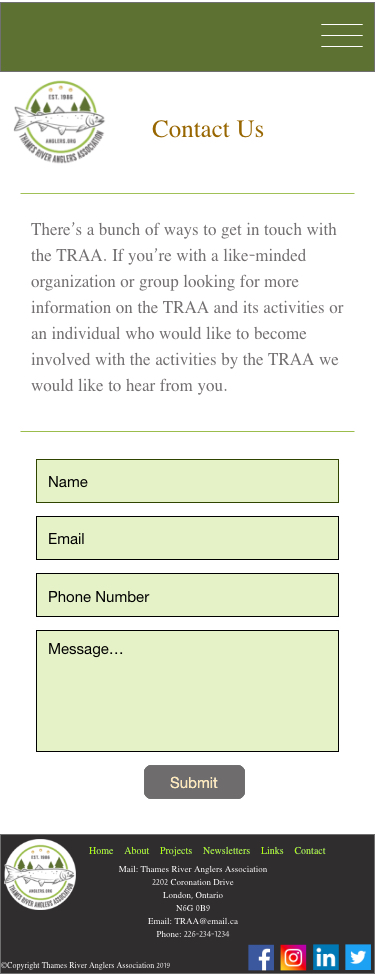 EST. 1986
ANGLERS.ORG
THAMES RIVER ANGLERS ASSOCIATION
Contact Us
There's a bunch of ways to get in touch with
the TRAA. If you're with a like-minded
organization or group looking for more
information on the TRAA and its activities or
an individual who would like to become
involved with the activities by the TRAA we
would like to hear from you.
Name
Email
Phone Number
Message...
Submit
EST. 1986
ANGLERS.ORG
THAMES RIVER ANGLERS ASSOCIATION
Home About Projects Newsletters Links Contact
Mail: Thames River Anglers Association
2202 Coronation Drive
London, Ontario
N6G 0B9
Email: TRAA@email.ca
Phone: 226-234-1234
©Copyright Thames River Anglers Association 2019